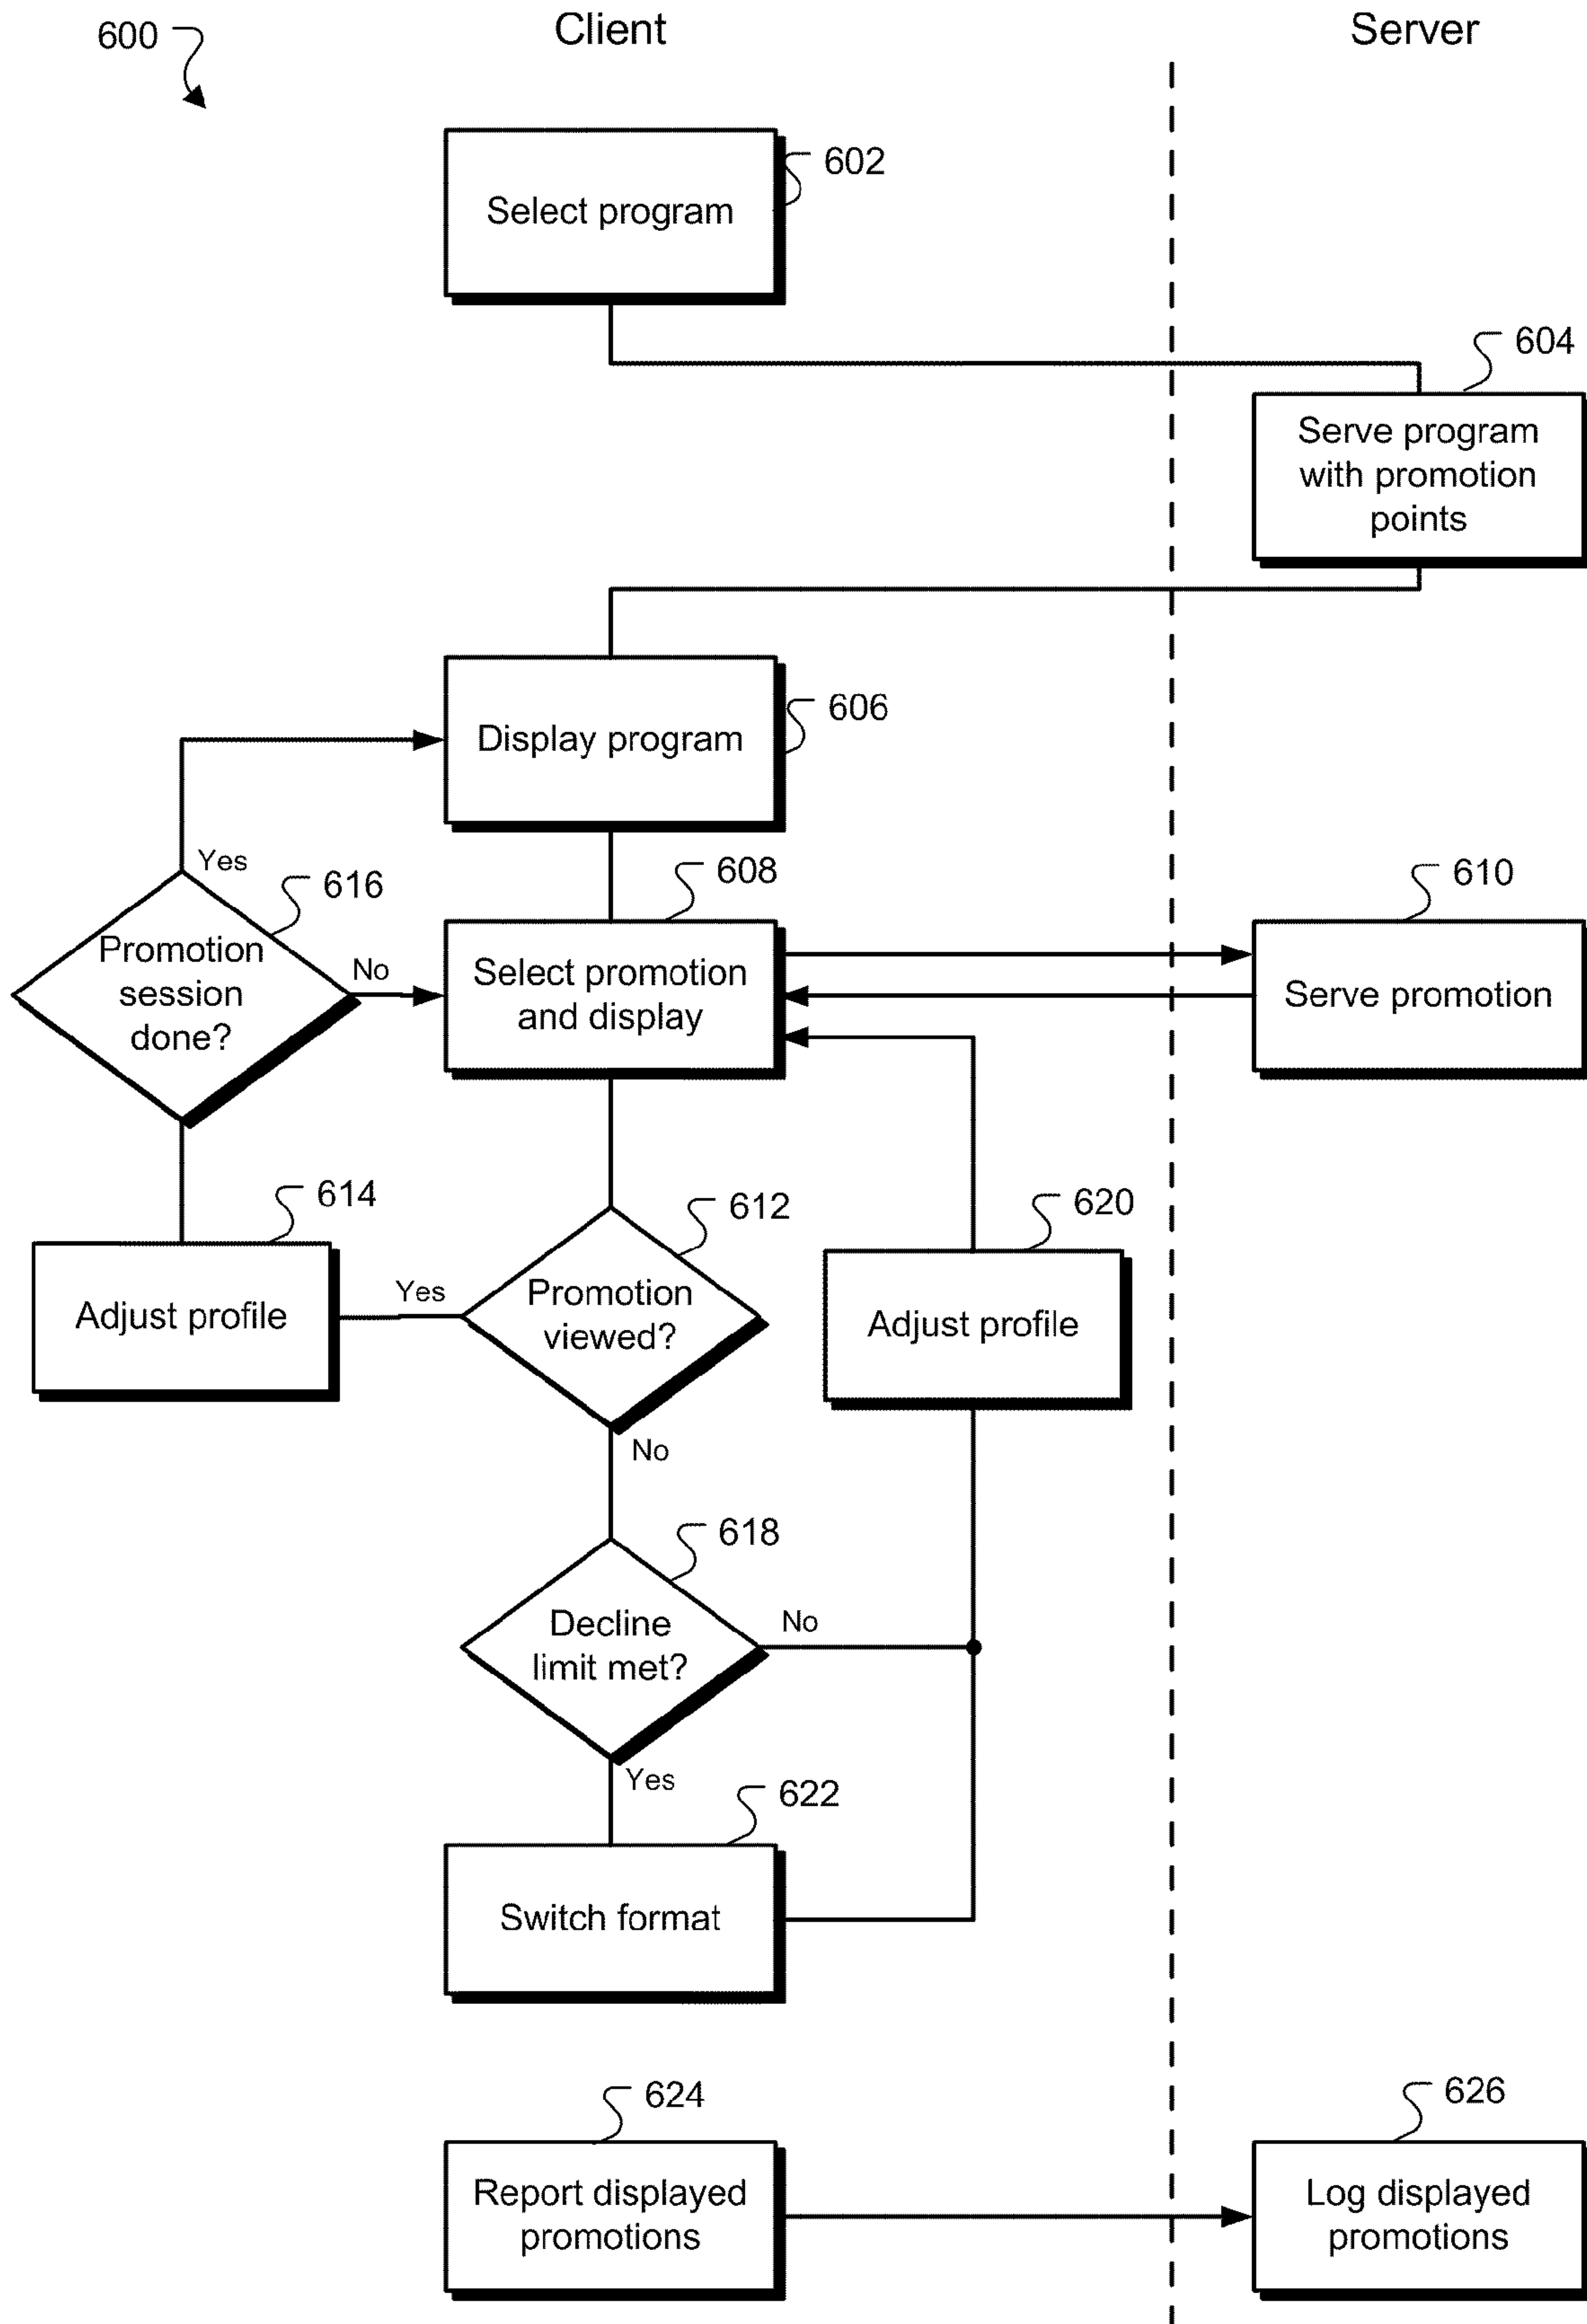 600
Client
Server
602
Select program
604
Serve program
with promotion
points
606
Display program
Yes
616
Promotion
session
done?
No
608
Select promotion
and display
610
Serve promotion
614
Adjust profile
Yes
612
Promotion
viewed?
No
620
Adjust profile
618
Decline
limit met?
No
Yes
622
Switch format
624
Report displayed
promotions
626
Log displayed
promotions